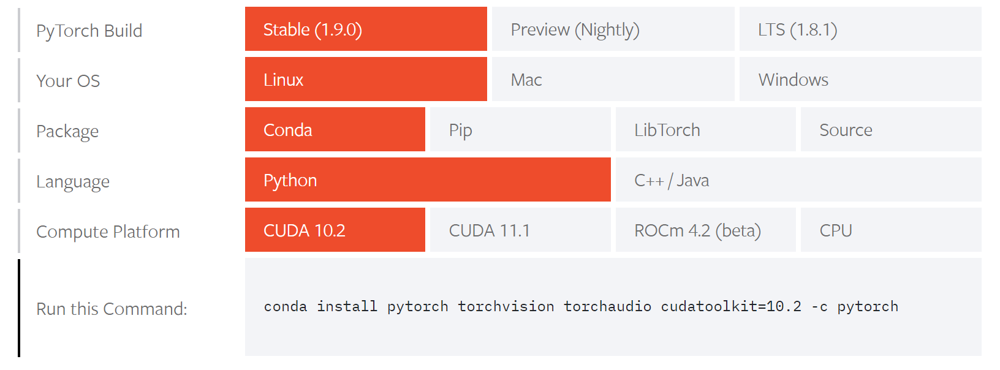 PyTorch Build Stable (1.9.0) Preview (Nightly) LTS (1.8.1)
Your OS Linux Mac Windows
Package Conda Pip LibTorch Source
Language Python C++ / Java
Compute Platform CUDA 10.2 CUDA 11.1 ROCm 4.2 (beta) CPU
Run this Command: conda install pytorch torchvision torchaudio cudatoolkit=10.2 -c pytorch